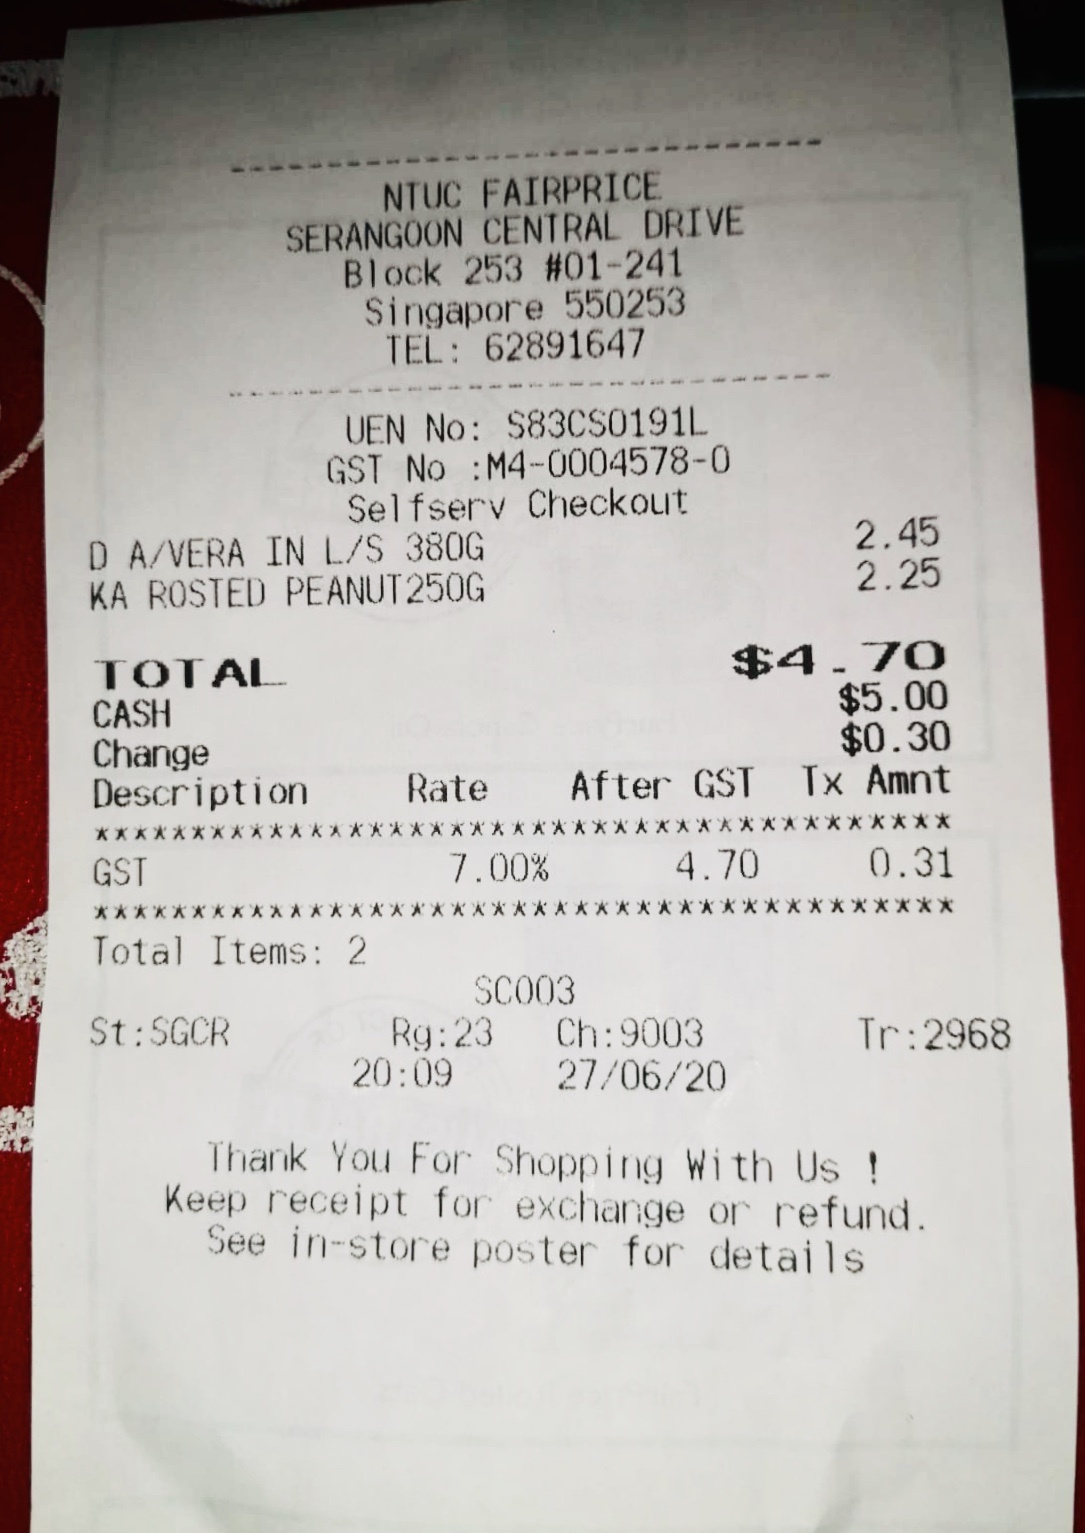 NTUC FAIRPRICE
SERANGOON CENTRAL DRIVE
Block 253 #01-241
Singapore 550253
TEL: 62891647
UEN No: S83CS0191L
GST No :M4-0004578-0
Selfserv Checkout
D A/VERA IN L/S 380G 2.45
KA ROSTED PEANUT250G 2.25
TOTAL $4.70
CASH $5.00
Change $0.30
Description Rate After GST Tx Amnt
******************************************
GST 7.00% 4.70 0.31
******************************************
Total Items: 2
SC003
St:SGCR Rg:23 Ch:9003 Tr:2968
20:09 27/06/20
Thank You For Shopping With Us !
Keep receipt for exchange or refund.
See in-store poster for details